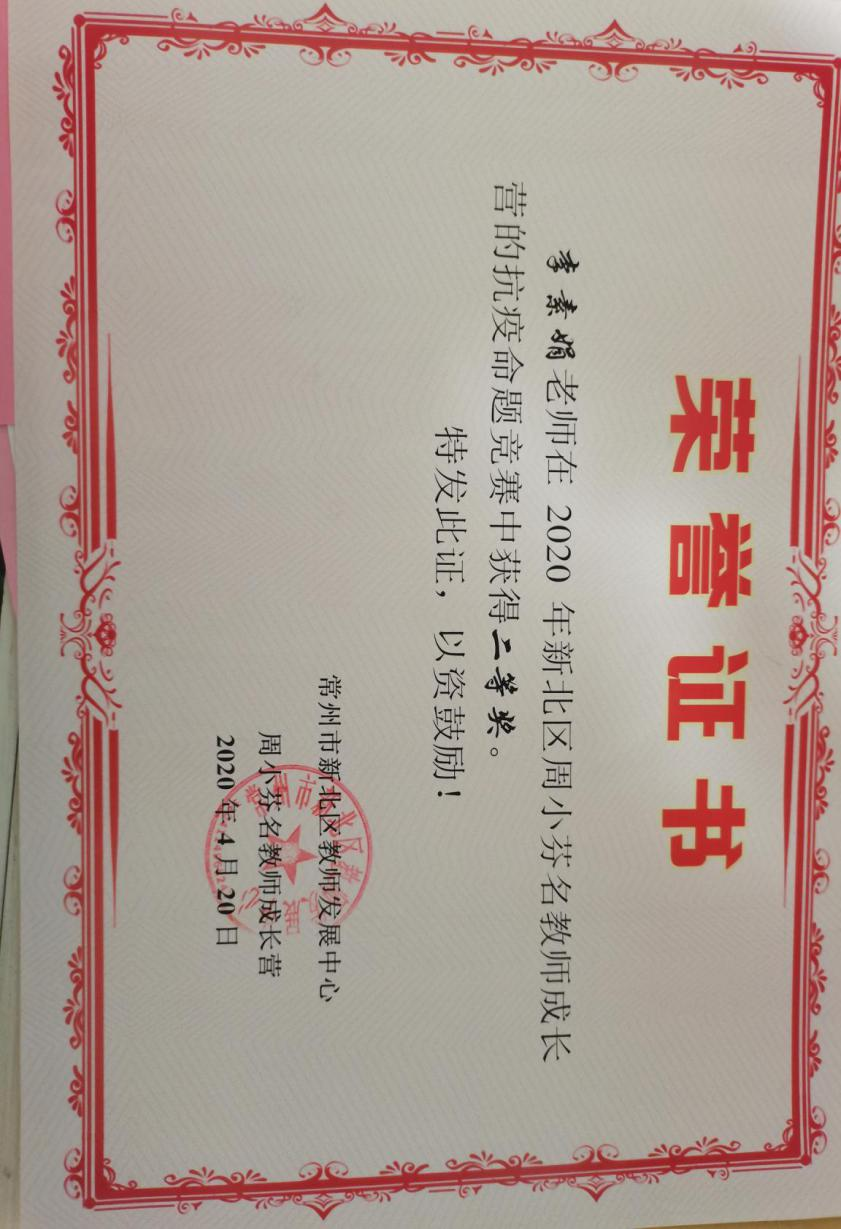 荣誉证书
李素娟老师在 2020 年新北区周小芬名教师成长
营的抗疫命题竞赛中获得二等奖。
特发此证，以资鼓励！
常州市新北区教师发展中心
周小芬名教师成长营
2020 年 4 月 20 日